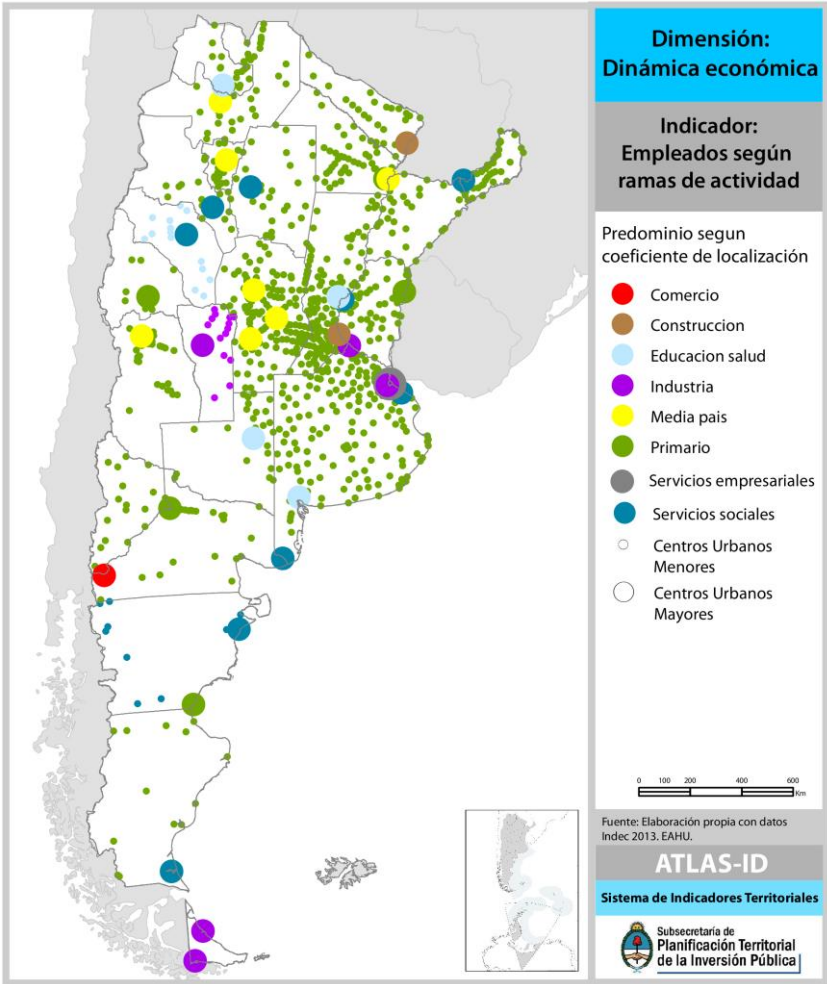 Dimensión:
Dinámica económica
Indicador:
Empleados según
ramas de actividad
Predominio segun
coeficiente de localización
Comercio
Construccion
Educacion salud
Industria
Media pais
Primario
Servicios empresariales
Servicios sociales
Centros Urbanos
Menores
Centros Urbanos
Mayores
0 100 200 400 600
Km
Fuente: Elaboración propia con datos
Indec 2013. EAHU.
ATLAS-ID
Sistema de Indicadores Territoriales
Subsecretaría de
Planificación Territorial
de la Inversión Pública